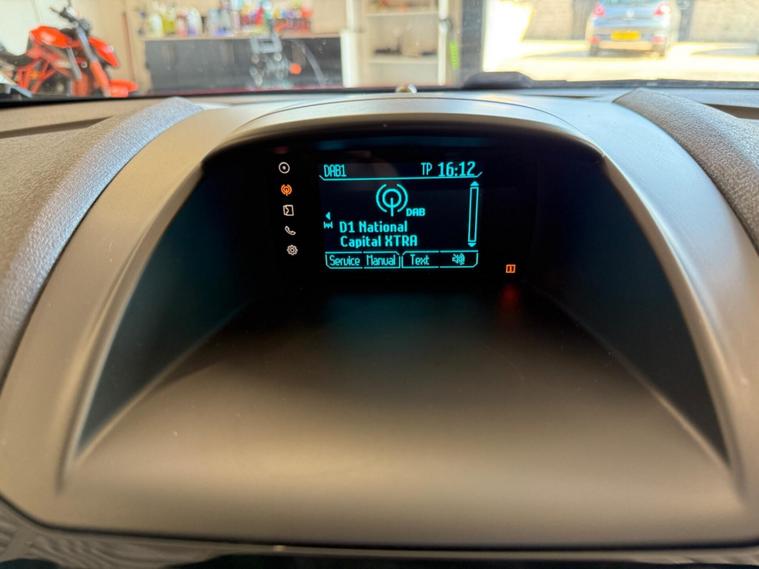 DAB1 TP 16:12
DAB
D1 National
Capital XTRA
Service Manual Text